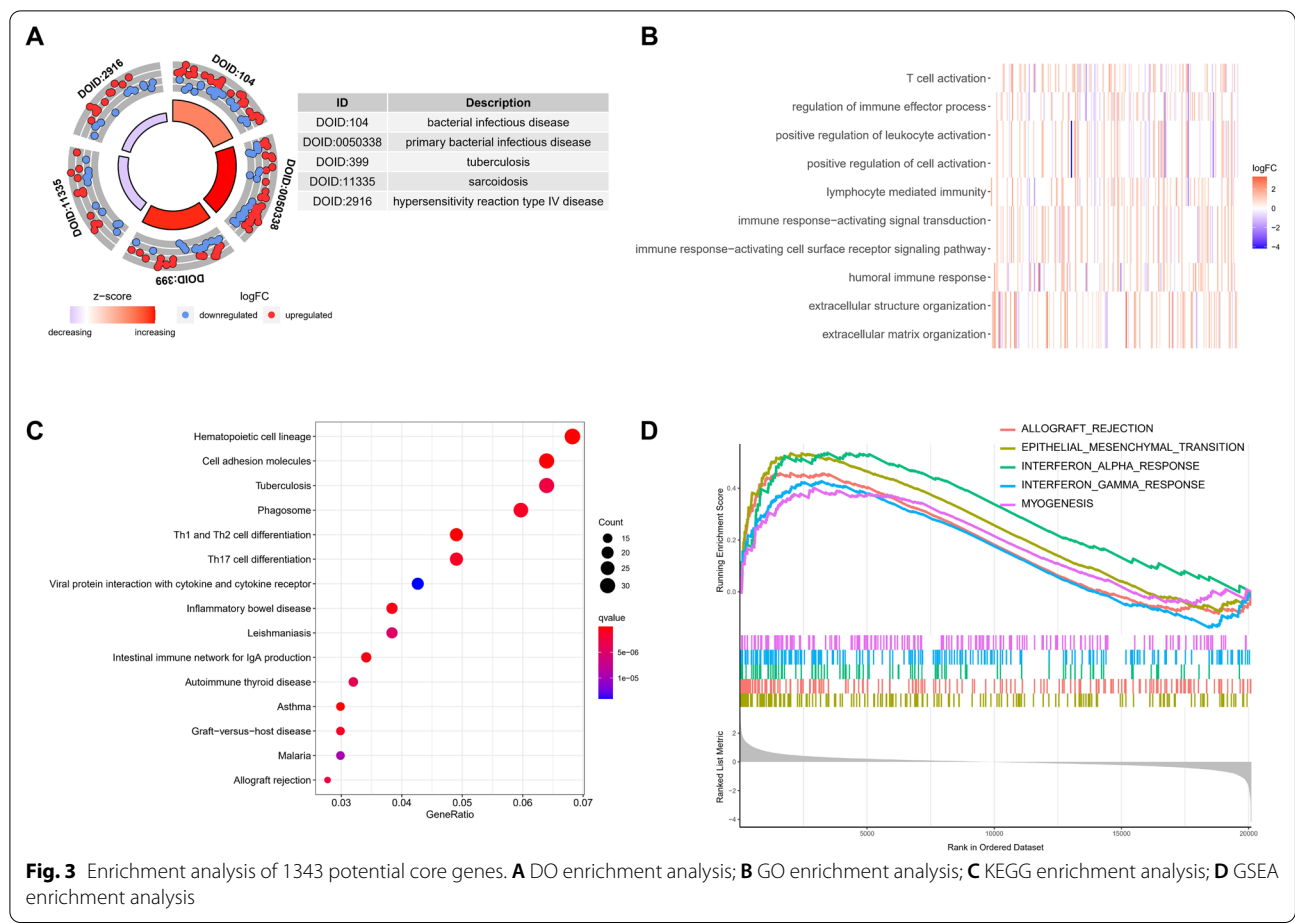 A
DOID:2916
DOID:104
DOID:11335
DOID:0050338
DOID:399
ID Description
DOID:104 bacterial infectious disease
DOID:0050338 primary bacterial infectious disease
DOID:399 tuberculosis
DOID:11335 sarcoidosis
DOID:2916 hypersensitivity reaction type IV disease
z−score
decreasing increasing
logFC
downregulated upregulated
B
T cell activation
regulation of immune effector process
positive regulation of leukocyte activation
positive regulation of cell activation
lymphocyte mediated immunity
immune response−activating signal transduction
immune response−activating cell surface receptor signaling pathway
humoral immune response
extracellular structure organization
extracellular matrix organization
logFC
2
0
−2
−4
C
Hematopoietic cell lineage
Cell adhesion molecules
Tuberculosis
Phagosome
Th1 and Th2 cell differentiation
Th17 cell differentiation
Viral protein interaction with cytokine and cytokine receptor
Inflammatory bowel disease
Leishmaniasis
Intestinal immune network for IgA production
Autoimmune thyroid disease
Asthma
Graft−versus−host disease
Malaria
Allograft rejection
0.03 0.04 0.05 0.06 0.07
GeneRatio
Count
15
20
25
30
qvalue
5e−06
1e−05
D
ALLOGRAFT_REJECTION
EPITHELIAL_MESENCHYMAL_TRANSITION
INTERFERON_ALPHA_RESPONSE
INTERFERON_GAMMA_RESPONSE
MYOGENESIS
Running Enrichment Score
0.4
0.2
0.0
Ranked List Metric
2
0
−2
−4
5000 10000 15000 20000
Rank in Ordered Dataset
Fig. 3 Enrichment analysis of 1343 potential core genes. A DO enrichment analysis; B GO enrichment analysis; C KEGG enrichment analysis; D GSEA
enrichment analysis